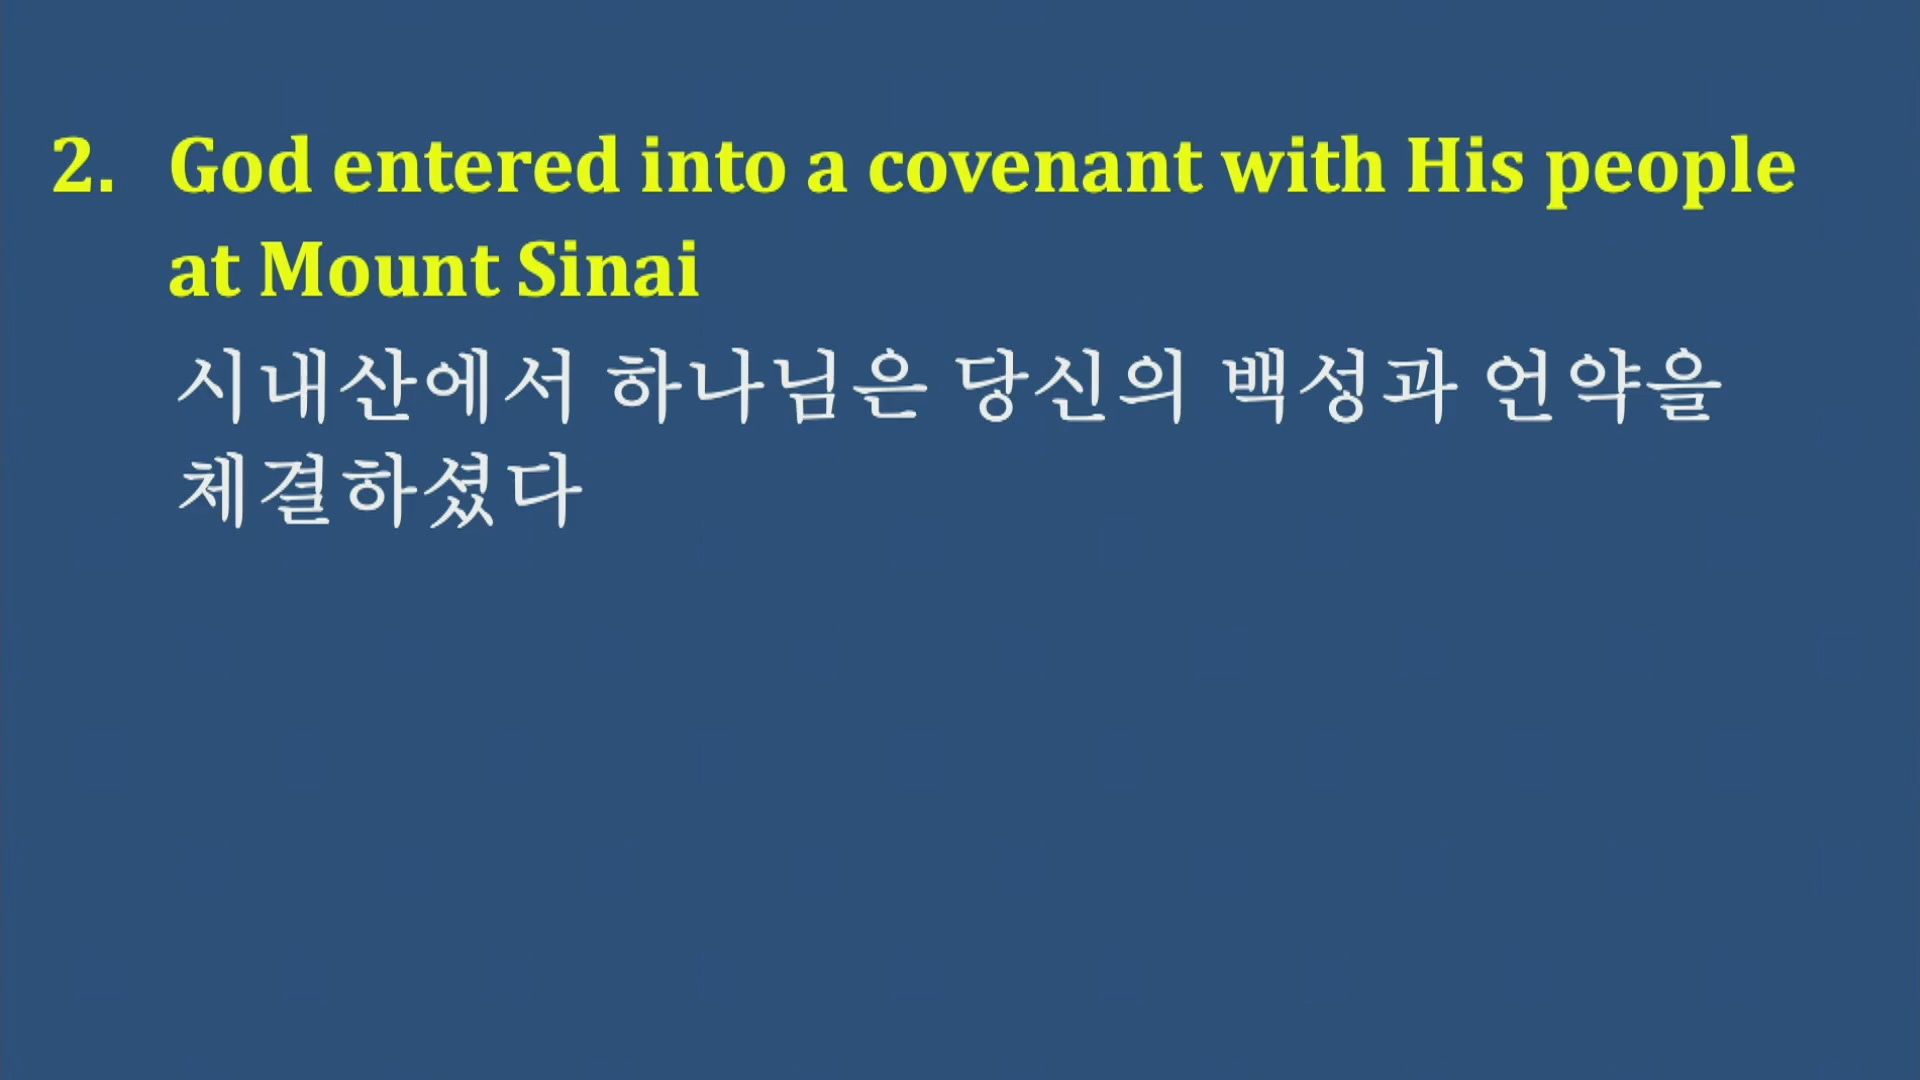 2. God entered into a covenant with His people
at Mount Sinai
시내산에서 하나님은 당신의 백성과 언약을
체결하셨다